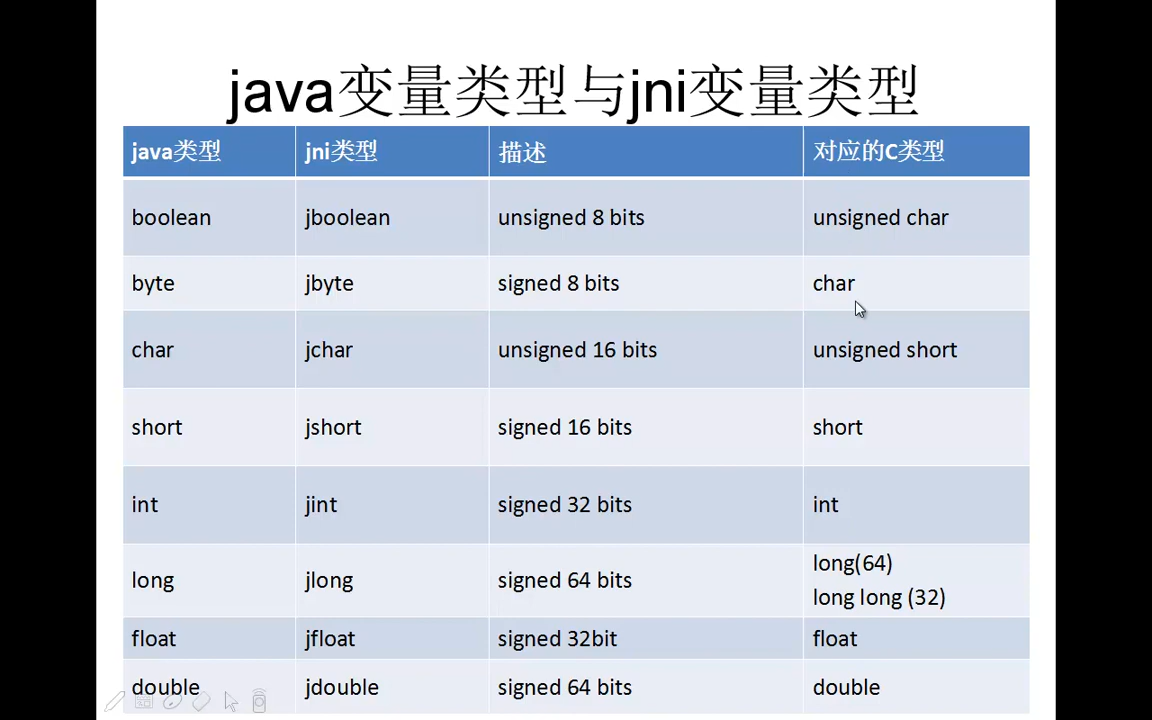 java变量类型与jni变量类型
java类型 jni类型 描述 对应的C类型
boolean jboolean unsigned 8 bits unsigned char
byte jbyte signed 8 bits char
char jchar unsigned 16 bits unsigned short
short jshort signed 16 bits short
int jint signed 32 bits int
long jlong signed 64 bits long(64)
long long (32)
float jfloat signed 32bit float
double jdouble signed 64 bits double